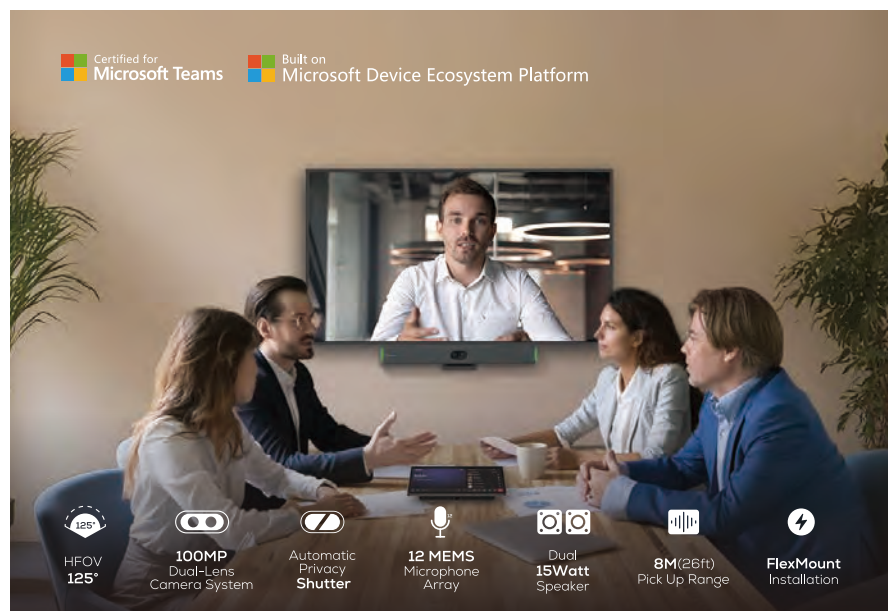 Certified for
Microsoft Teams
Built on
Microsoft Device Ecosystem Platform
125°
HFOV
125°
100MP
Dual-Lens
Camera System
Automatic
Privacy
Shutter
12 MEMS
Microphone
Array
Dual
15Watt
Speaker
8M(26ft)
Pick Up Range
FlexMount
Installation